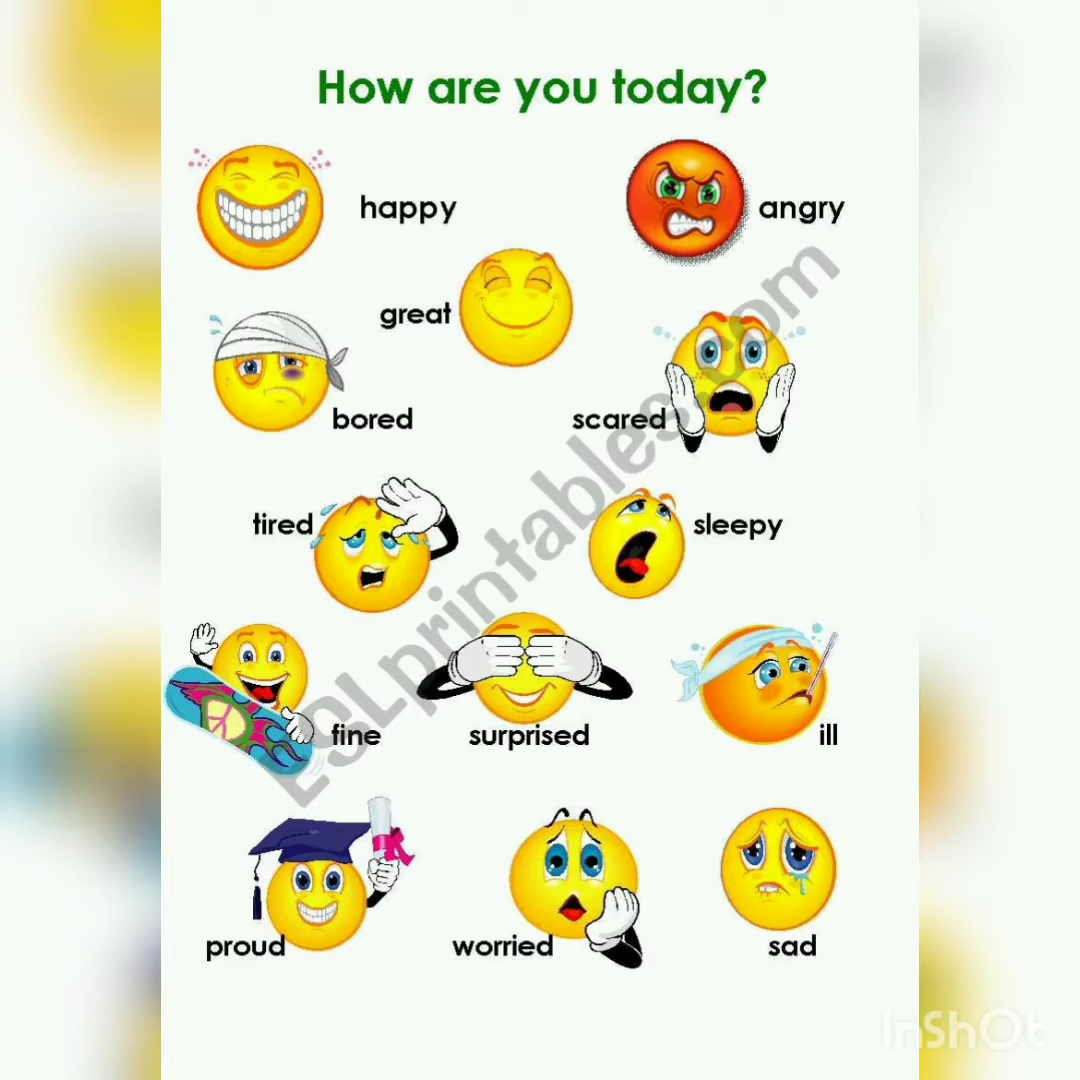 How are you today?
happy
angry
great
bored
scared
tired
sleepy
fine
surprised
ill
proud
worried
sad
ESLprintables.com
InShOt